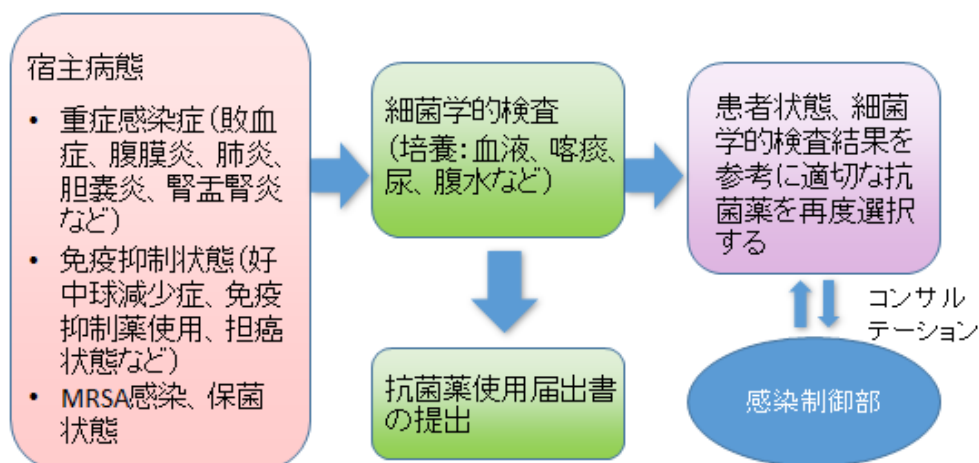 宿主病態
• 重症感染症(敗血
症、腹膜炎、肺炎、
胆嚢炎、腎盂腎炎
など)
• 免疫抑制状態(好
中球減少症、免疫
抑制薬使用、担癌
状態など)
• MRSA感染、保菌
状態
細菌学的検査
(培養:血液、喀痰、
尿、腹水など)
抗菌薬使用届出書
の提出
患者状態、細菌
学的検査結果を
参考に適切な抗
菌薬を再度選択
する
コンサル
テーション
感染制御部